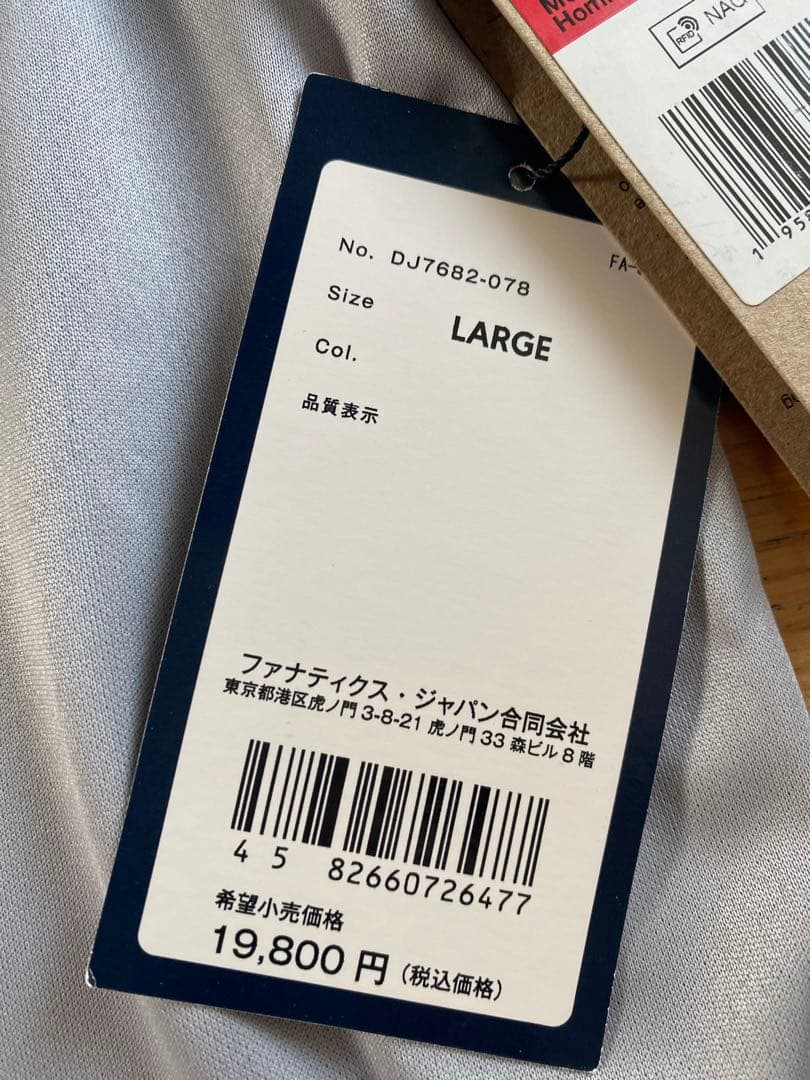 No. DJ7682-078
FA-
Size
LARGE
Col.
品質表示
ファナティクス・ジャパン合同会社
東京都港区虎ノ門 3-8-21 虎ノ門 33 森ビル 8 階
4 5 82660726477
希望小売価格
19,800 円 (税込価格)
RFID